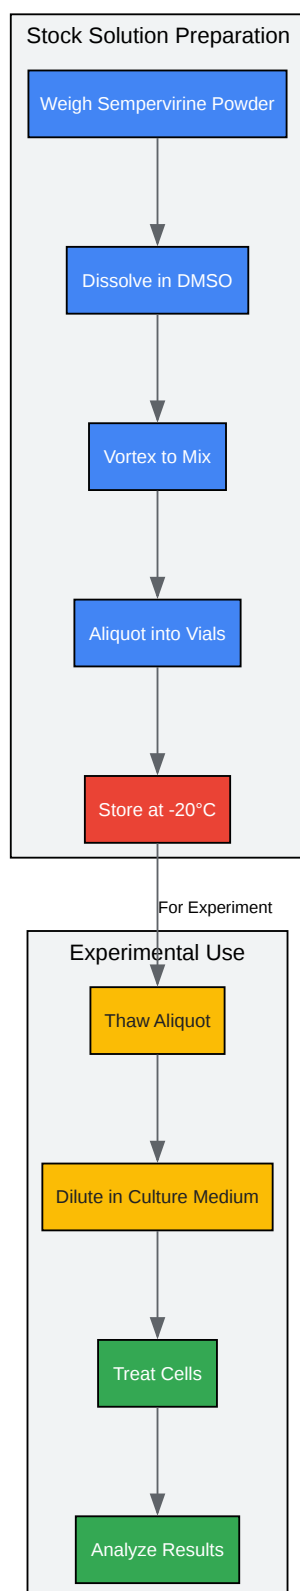 Stock Solution Preparation
Weigh Sempervirine Powder
Dissolve in DMSO
Vortex to Mix
Aliquot into Vials
Store at -20°C
For Experiment
Experimental Use
Thaw Aliquot
Dilute in Culture Medium
Treat Cells
Analyze Results